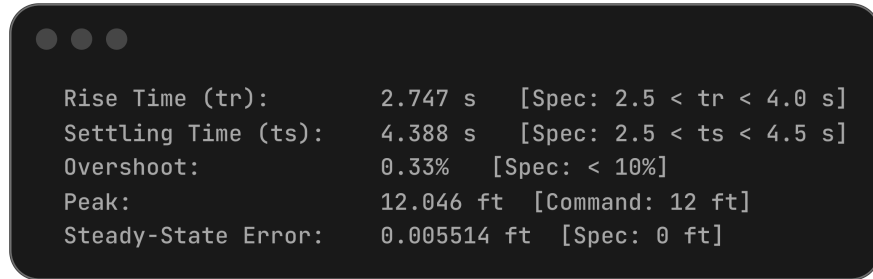 Rise Time (tr): 2.747 s [Spec: 2.5 < tr < 4.0 s]
Settling Time (ts): 4.388 s [Spec: 2.5 < ts < 4.5 s]
Overshoot: 0.33% [Spec: < 10%]
Peak: 12.046 ft [Command: 12 ft]
Steady-State Error: 0.005514 ft [Spec: 0 ft]